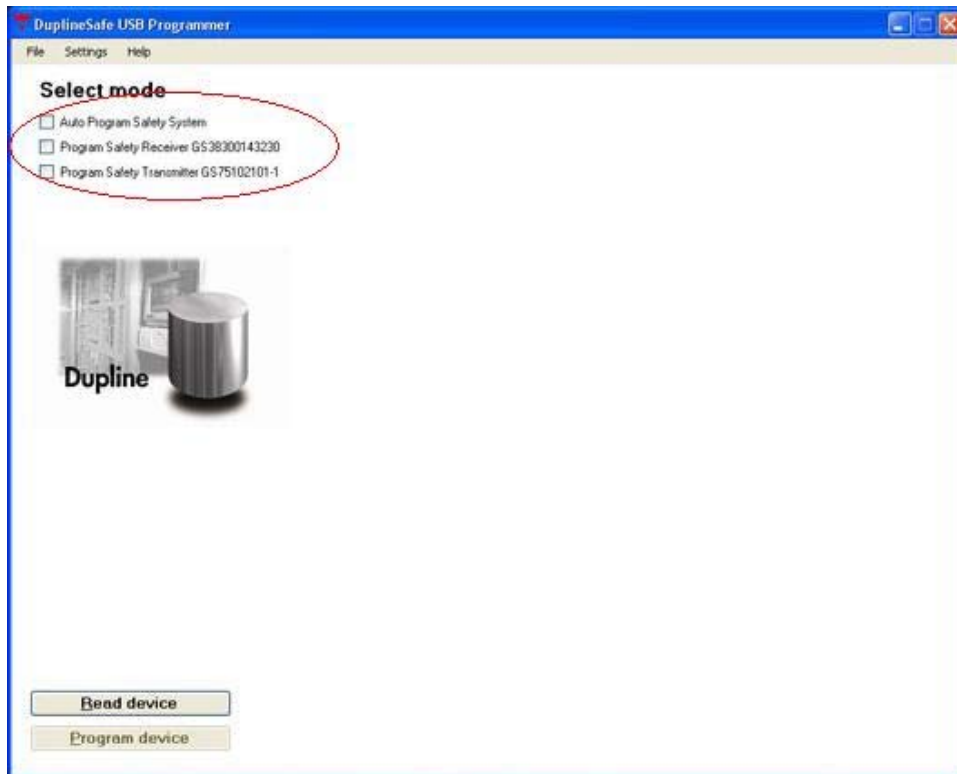 DuplineSafe USB Programmer
File Settings Help
Select mode
Auto Program Safety System
Program Safety Receiver GS38300143230
Program Safety Transmitter GS75102101-1
Dupline
Read device
Program device